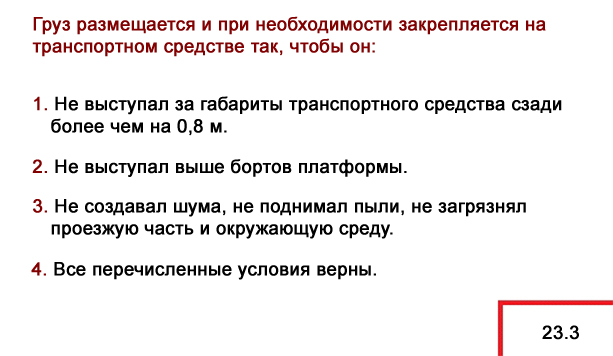 Груз размещается и при необходимости закрепляется на
транспортном средстве так, чтобы он:
1. Не выступал за габариты транспортного средства сзади
более чем на 0,8 м.
2. Не выступал выше бортов платформы.
3. Не создавал шума, не поднимал пыли, не загрязнял
проезжую часть и окружающую среду.
4. Все перечисленные условия верны.
23.3